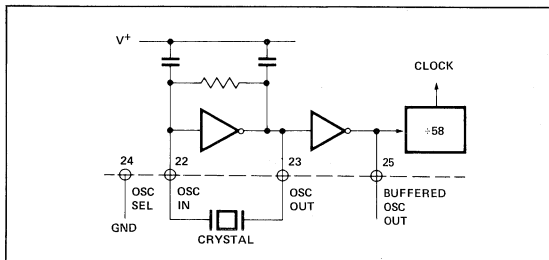 V+
CLOCK
÷58
24
22
23
25
OSC SEL
OSC IN
OSC OUT
BUFFERED OSC OUT
GND
CRYSTAL